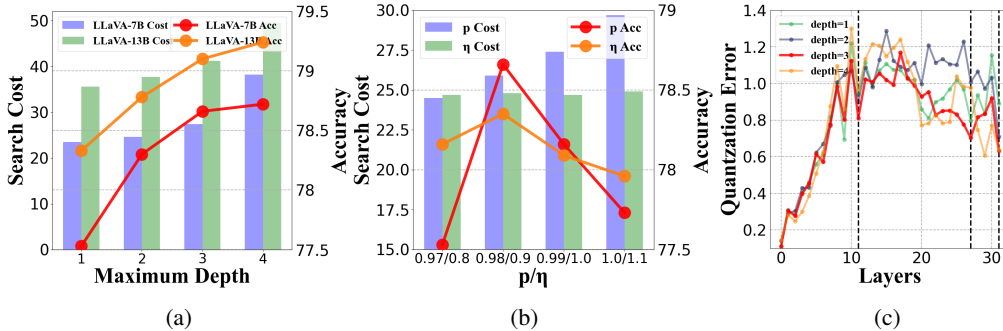 LLaVA-7B Cost
LLaVA-13B Cost
LLaVA-7B Acc
LLaVA-13B Acc
Search Cost
50
40
30
20
10
0
79.5
79
78.5
78
77.5
Accuracy
1 2 3 4
Maximum Depth
(a)
p Cost
η Cost
p Acc
η Acc
Search Cost
27.5
25.0
22.5
20.0
17.5
15.0
79
78.5
78
77.5
Accuracy
0.97/0.8 0.98/0.9 0.99/1.0 1.0/1.1
p/η
(b)
depth=1
depth=2
depth=3
depth=4
Quantzation Error
1.4
1.2
1.0
0.8
0.6
0.4
0.2
0 10 20 30
Layers
(c)